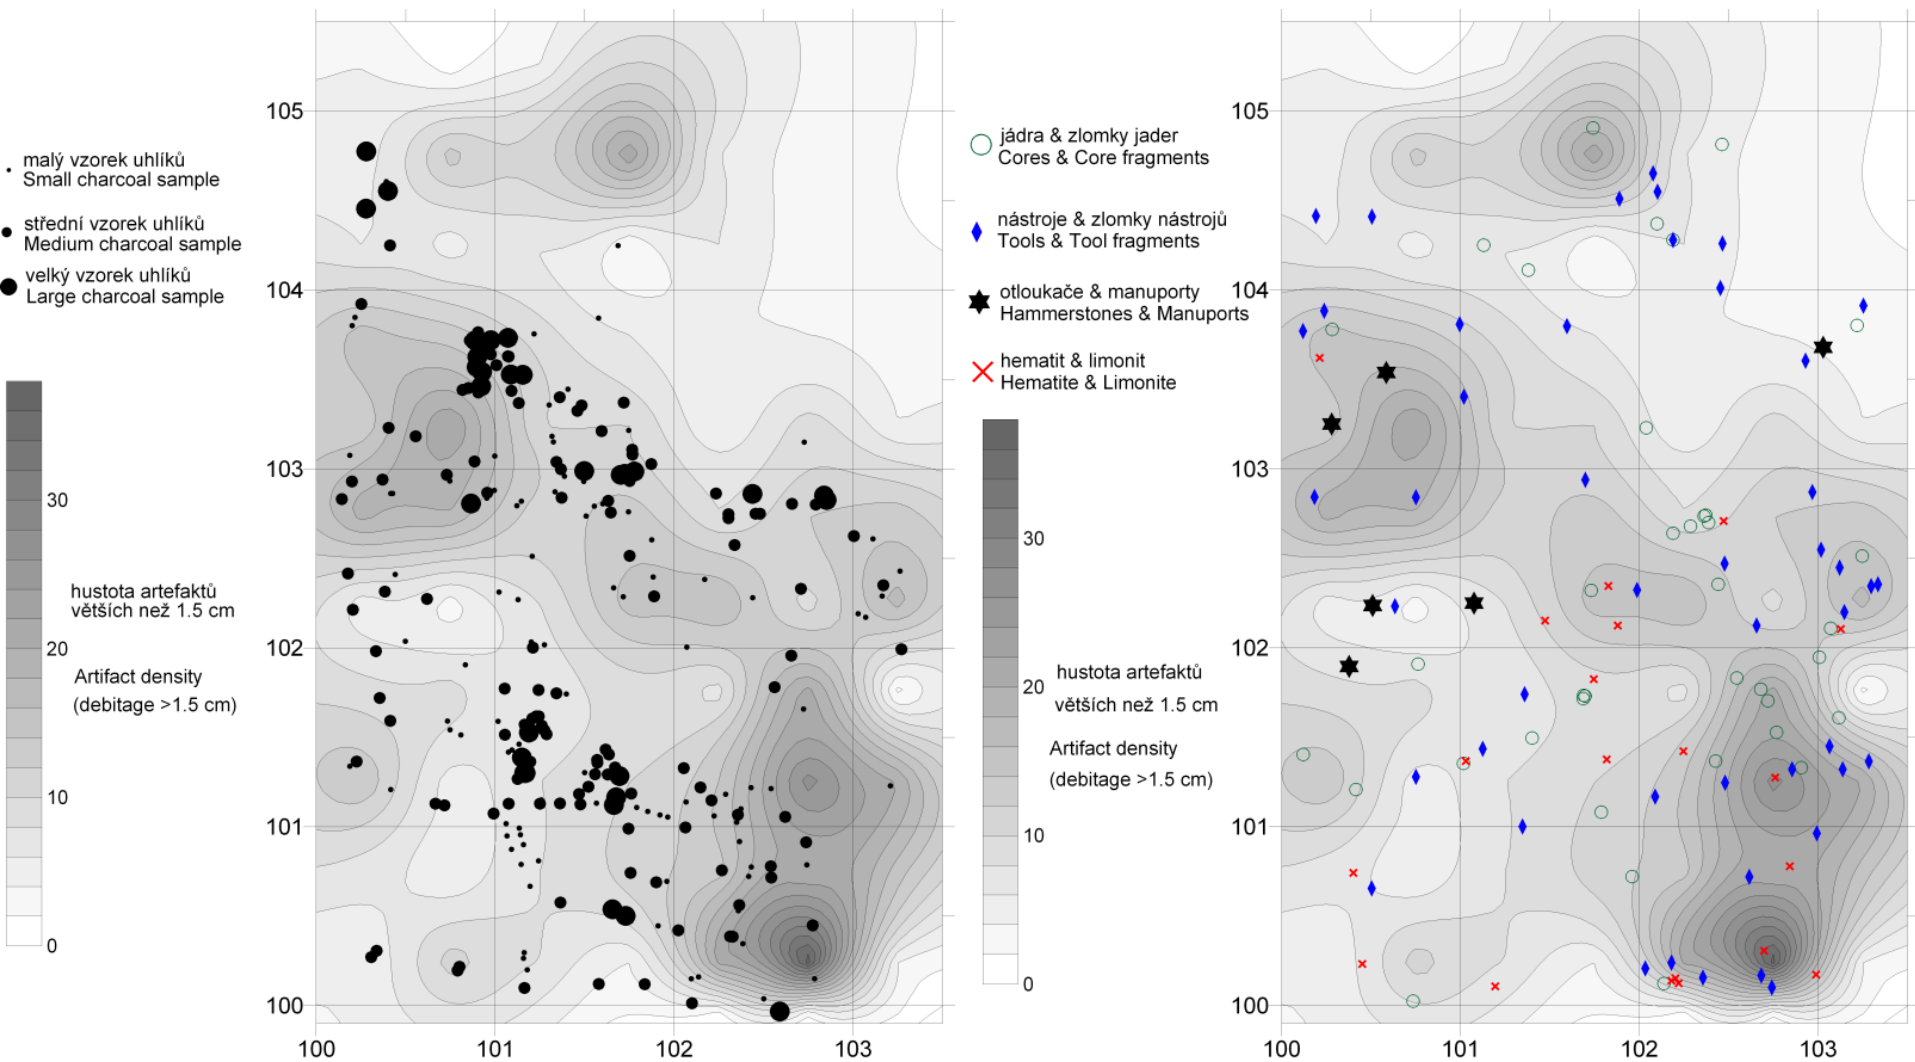 malý vzorek uhlíků
Small charcoal sample
střední vzorek uhlíků
Medium charcoal sample
velký vzorek uhlíků
Large charcoal sample
30
20
10
0
hustota artefaktů
větších než 1.5 cm
Artifact density
(debitage >1.5 cm)
105
104
103
102
101
100
100
101
102
103
jádra & zlomky jader
Cores & Core fragments
nástroje & zlomky nástrojů
Tools & Tool fragments
otloukače & manuporty
Hammerstones & Manuports
hematit & limonit
Hematite & Limonite
30
20
10
0
hustota artefaktů
větších než 1.5 cm
Artifact density
(debitage >1.5 cm)
105
104
103
102
101
100
100
101
102
103